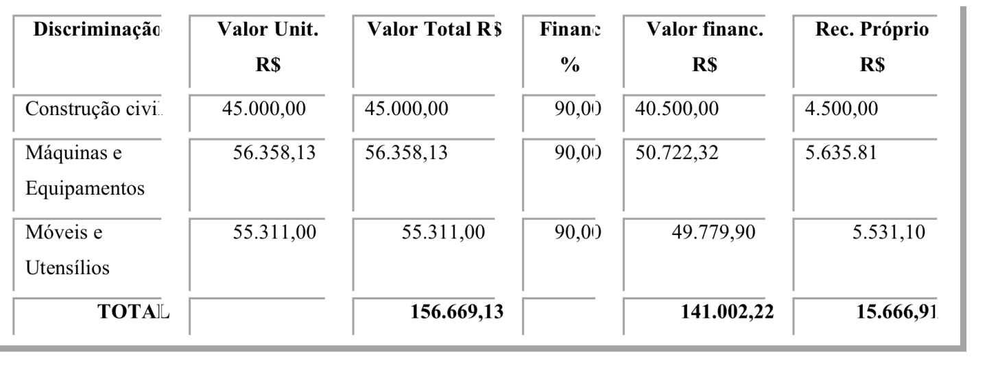 Discriminação Valor Unit. Valor Total R$ Financ Valor financ. Rec. Próprio
R$ % R$ R$
Construção civil 45.000,00 45.000,00 90,00 40.500,00 4.500,00
Máquinas e 56.358,13 56.358,13 90,00 50.722,32 5.635.81
Equipamentos
Móveis e 55.311,00 55.311,00 90,00 49.779,90 5.531,10
Utensílios
TOTAL 156.669,13 141.002,22 15.666,91